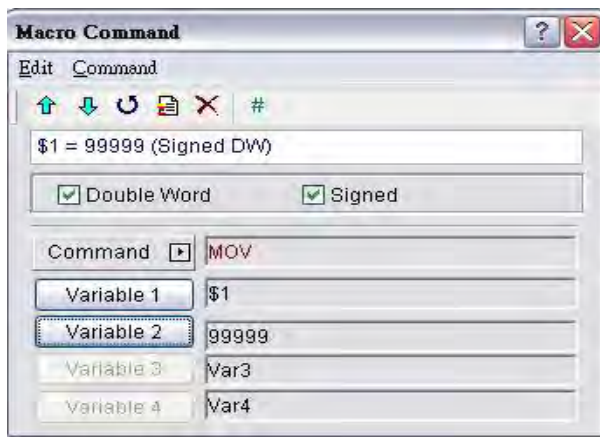 Macro Command
Edit Command
#
$1 = 99999 (Signed DW)
Double Word Signed
Command MOV
Variable 1 $1
Variable 2 99999
Variable 3 Var3
Variable 4 Var4